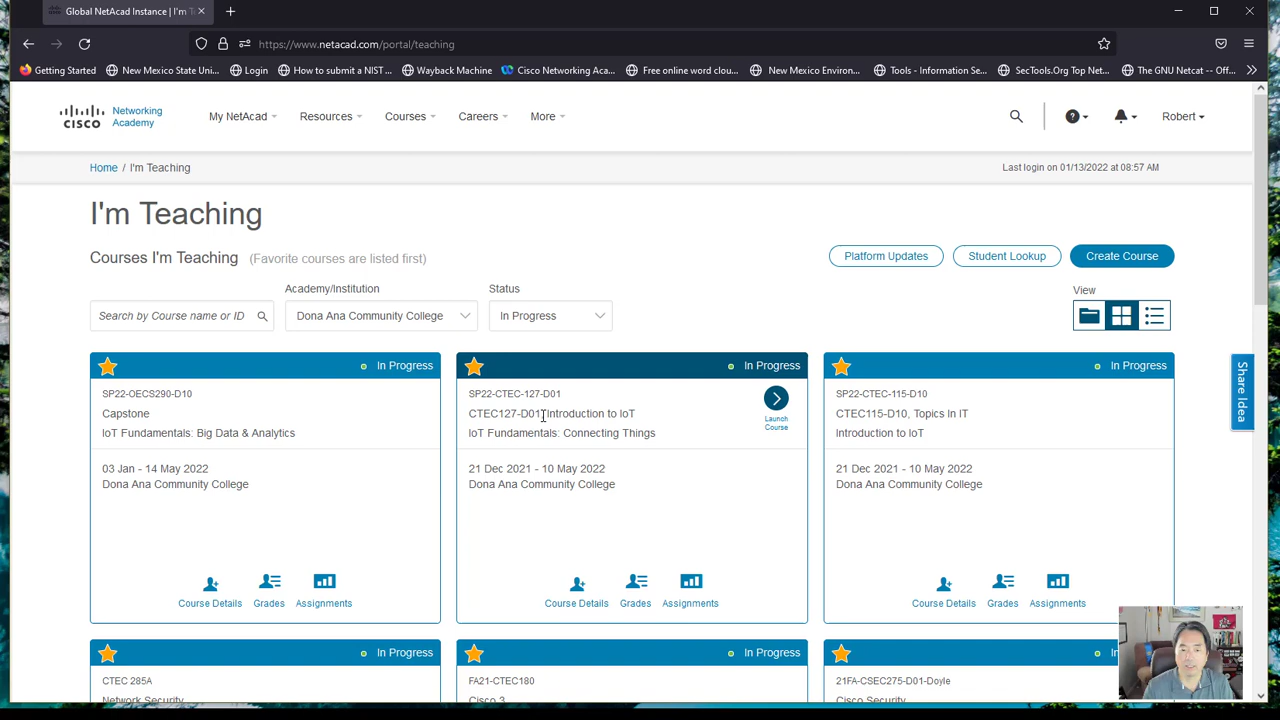 Global NetAcad Instance | I'm T
https://www.netacad.com/portal/teaching
Getting Started
New Mexico State Uni...
Login
How to submit a NIST ...
Wayback Machine
Cisco Networking Aca...
Free online word clou...
New Mexico Environ...
Tools - Information Se...
SecTools.Org Top Net...
The GNU Netcat -- Off...
CISCO
Networking Academy
My NetAcad
Resources
Courses
Careers
More
Robert
Home / I'm Teaching
Last login on 01/13/2022 at 08:57 AM
I'm Teaching
Courses I'm Teaching (Favorite courses are listed first)
Platform Updates
Student Lookup
Create Course
Academy/Institution
Status
View
Search by Course name or ID
Dona Ana Community College
In Progress
Share Idea
In Progress
SP22-OECS290-D10
Capstone
IoT Fundamentals: Big Data & Analytics
03 Jan - 14 May 2022
Dona Ana Community College
Course Details
Grades
Assignments
In Progress
SP22-CTEC-127-D01
CTEC127-D01, Introduction to IoT
IoT Fundamentals: Connecting Things
Launch
Course
21 Dec 2021 - 10 May 2022
Dona Ana Community College
Course Details
Grades
Assignments
In Progress
SP22-CTEC-115-D10
CTEC115-D10, Topics In IT
Introduction to IoT
21 Dec 2021 - 10 May 2022
Dona Ana Community College
Course Details
Grades
Assignments
In Progress
CTEC 285A
Network Security
In Progress
FA21-CTEC180
Cisco 3
21FA-CSEC275-D01-Doyle
Cisco Security